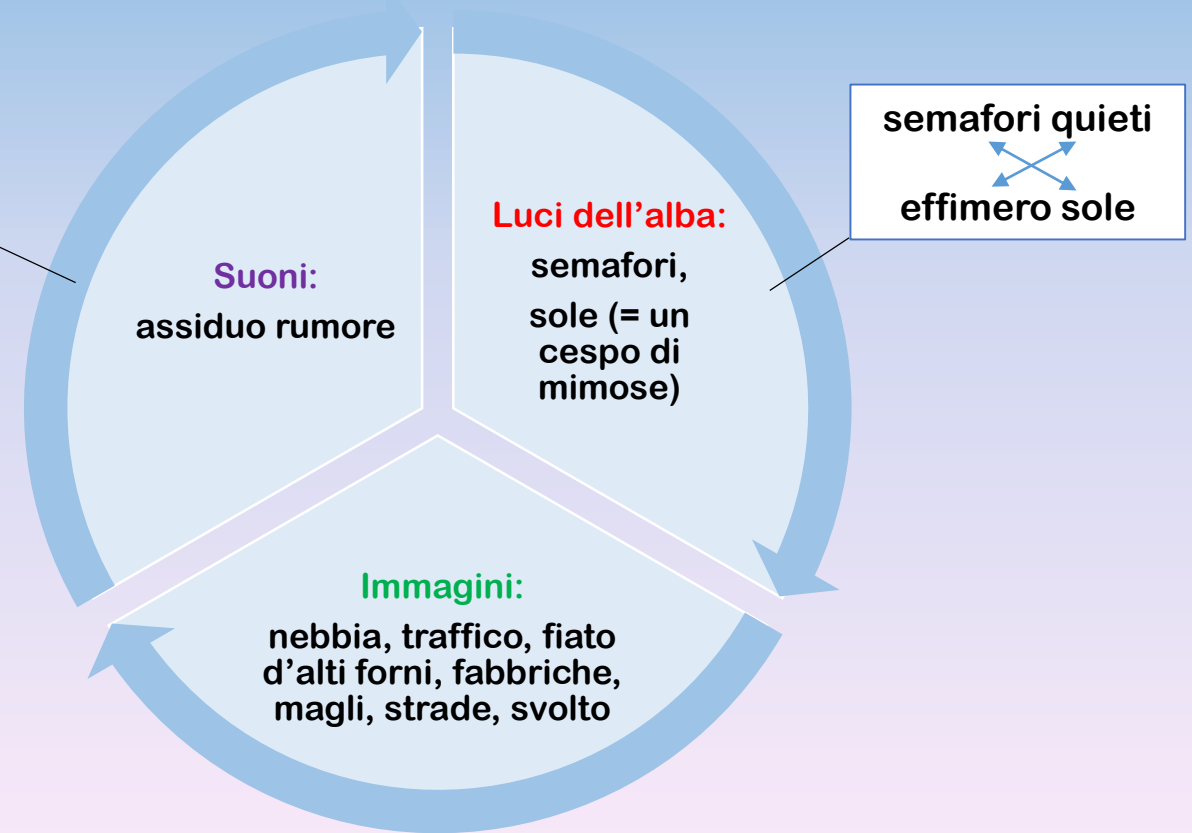 semafori quieti
effimero sole
Luci dell’alba:
semafori,
sole (= un
cespo di
mimose)
Suoni:
assiduo rumore
Immagini:
nebbia, traffico, fiato
d’alti forni, fabbriche,
magli, strade, svolto